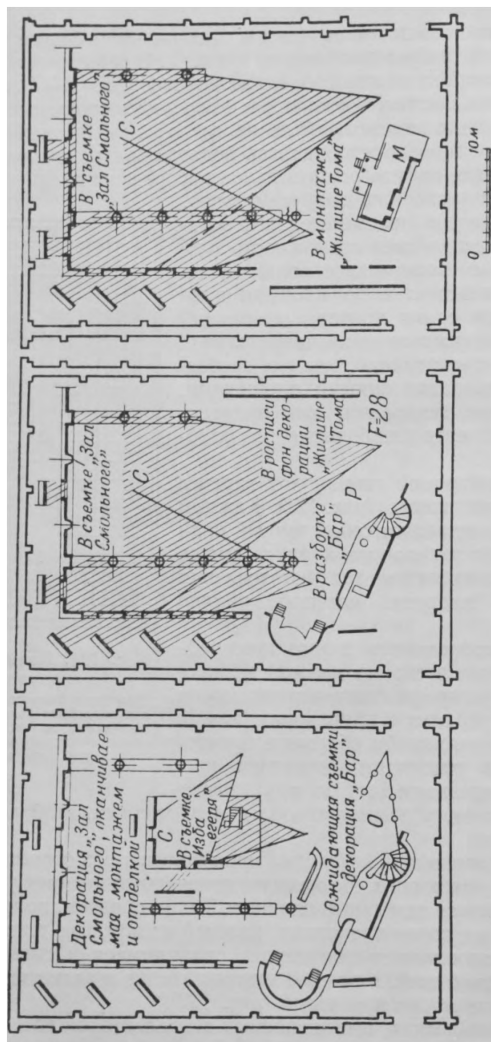 В съемке
„Зал Смольного"
С
В монтаже
„Жилище Тома"
М
0
10 м
В съемке „Зал
Смольного"
С
В росписи
фон деко-
рации
„Жилище
Тома"
F=28
В разборке
„Бар"
Р
Декорация „Зал
Смольного", оканчивае-
мая монтажем
и отделкой
С
В съемке
„Изба
егеря"
Ожидающая съемки
декорация „Бар"
О